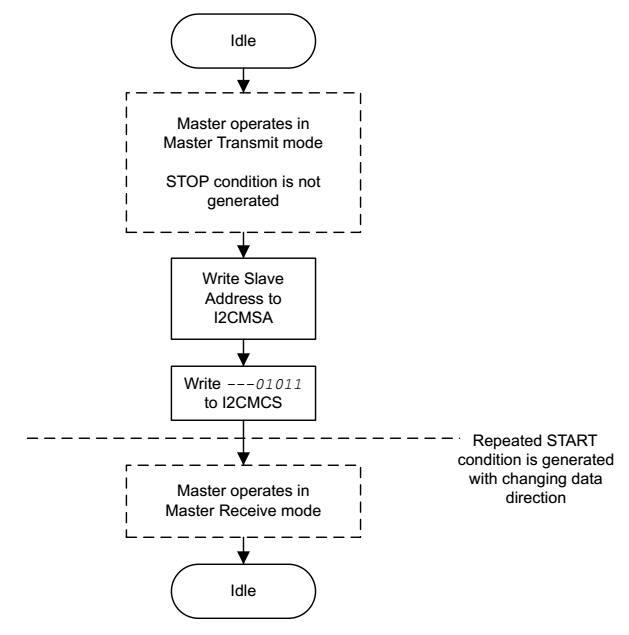 Idle
Master operates in
Master Transmit mode
STOP condition is not
generated
Write Slave
Address to
I2CMSA
Write ---01011
to I2CMCS
Repeated START
condition is generated
with changing data
direction
Master operates in
Master Receive mode
Idle